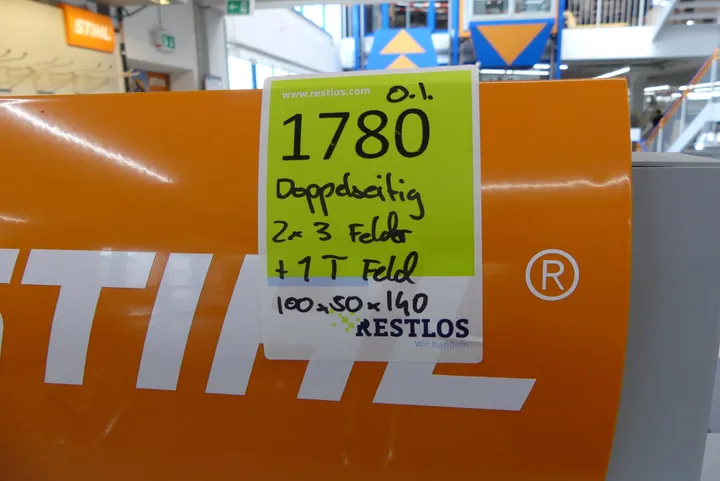 STIHL
www.restlos.com
O.I.
1780
Doppelseitig
2x 3 Felder
+ 1 T Feld
100x50x140
RESTLOS
Wir handeln
STIHL ®